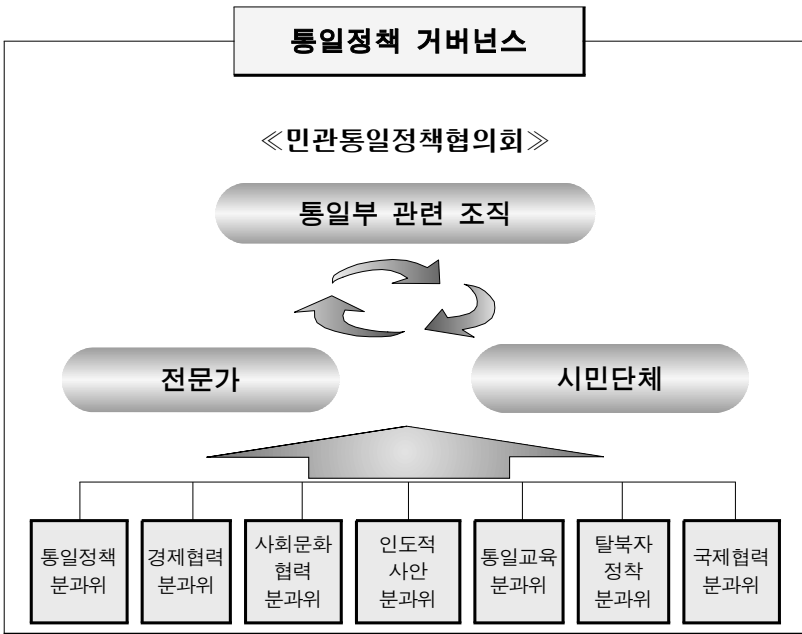 통일정책 거버넌스
≪민관통일정책협의회≫
통일부 관련 조직
전문가
시민단체
통일정책
분과위
경제협력
분과위
사회문화
협력
분과위
인도적
사안
분과위
통일교육
분과위
탈북자
정착
분과위
국제협력
분과위